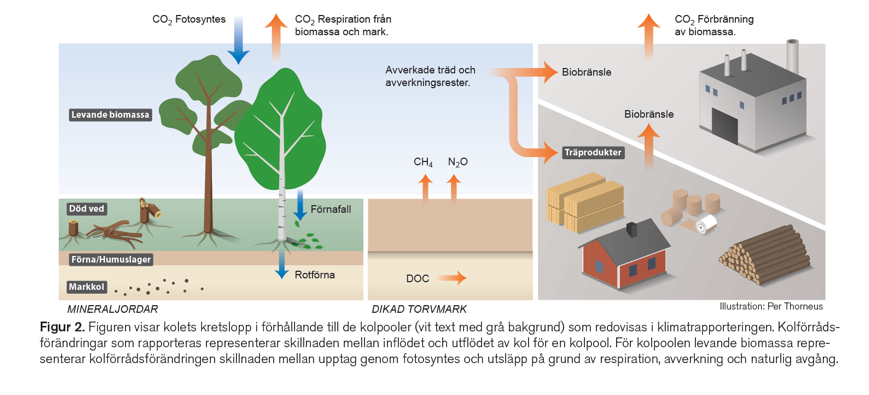 CO₂ Fotosyntes
CO₂ Respiration från
biomassa och mark.
CO₂ Förbränning
av biomassa.
Avverkade träd och
avverkningsrester.
Biobränsle
Levande biomassa
Biobränsle
Träprodukter
CH₄
N₂O
Död ved
Förnafall
Förna/Humuslager
Rotförna
DOC
Markkol
MINERALJORDAR
DIKAD TORVMARK
Illustration: Per Thorneus
Figur 2. Figuren visar kolets kretslopp i förhållande till de kolpooler (vit text med grå bakgrund) som redovisas i klimatrapporteringen. Kolförråds-
förändringar som rapporteras representerar skillnaden mellan inflödet och utflödet av kol för en kolpool. För kolpoolen levande biomassa repre-
senterar kolförrådsförändringen skillnaden mellan upptag genom fotosyntes och utsläpp på grund av respiration, avverkning och naturlig avgång.